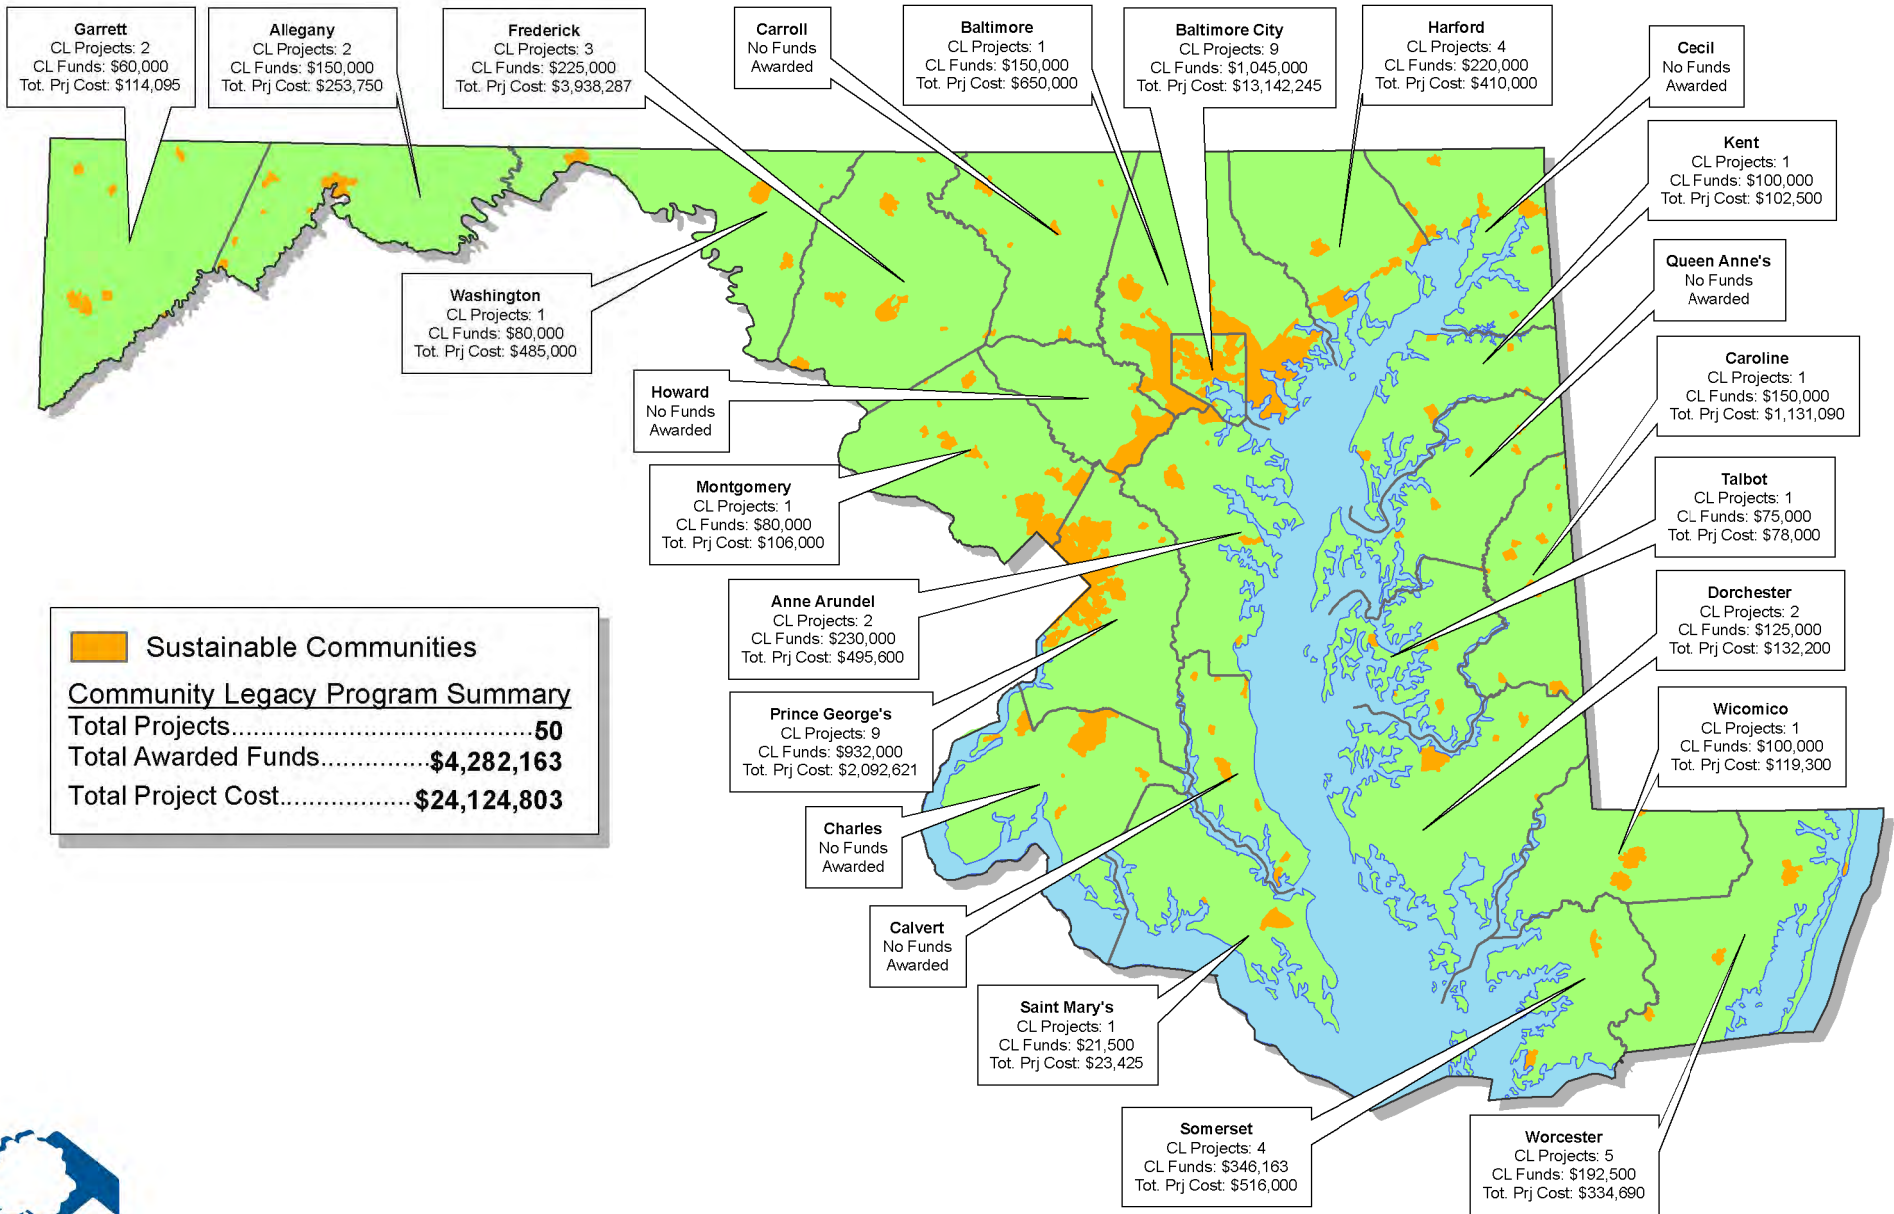 Garrett
CL Projects: 2
CL Funds: $60,000
Tot. Prj Cost: $114,095
Allegany
CL Projects: 2
CL Funds: $150,000
Tot. Prj Cost: $253,750
Frederick
CL Projects: 3
CL Funds: $225,000
Tot. Prj Cost: $3,938,287
Carroll
No Funds
Awarded
Baltimore
CL Projects: 1
CL Funds: $150,000
Tot. Prj Cost: $650,000
Baltimore City
CL Projects: 9
CL Funds: $1,045,000
Tot. Prj Cost: $13,142,245
Harford
CL Projects: 4
CL Funds: $220,000
Tot. Prj Cost: $410,000
Cecil
No Funds
Awarded
Kent
CL Projects: 1
CL Funds: $100,000
Tot. Prj Cost: $102,500
Queen Anne's
No Funds
Awarded
Washington
CL Projects: 1
CL Funds: $80,000
Tot. Prj Cost: $485,000
Caroline
CL Projects: 1
CL Funds: $150,000
Tot. Prj Cost: $1,131,090
Howard
No Funds
Awarded
Montgomery
CL Projects: 1
CL Funds: $80,000
Tot. Prj Cost: $106,000
Talbot
CL Projects: 1
CL Funds: $75,000
Tot. Prj Cost: $78,000
Anne Arundel
CL Projects: 2
CL Funds: $230,000
Tot. Prj Cost: $495,600
Dorchester
CL Projects: 2
CL Funds: $125,000
Tot. Prj Cost: $132,200
Sustainable Communities
Community Legacy Program Summary
Total Projects......................................50
Total Awarded Funds...............$4,282,163
Total Project Cost..................$24,124,803
Prince George's
CL Projects: 9
CL Funds: $932,000
Tot. Prj Cost: $2,092,621
Wicomico
CL Projects: 1
CL Funds: $100,000
Tot. Prj Cost: $119,300
Charles
No Funds
Awarded
Calvert
No Funds
Awarded
Saint Mary's
CL Projects: 1
CL Funds: $21,500
Tot. Prj Cost: $23,425
Somerset
CL Projects: 4
CL Funds: $346,163
Tot. Prj Cost: $516,000
Worcester
CL Projects: 5
CL Funds: $192,500
Tot. Prj Cost: $334,690